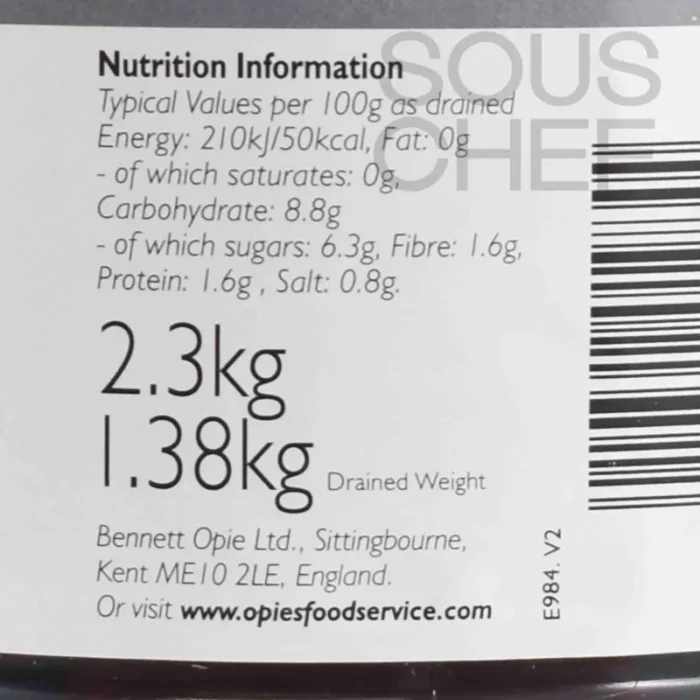 SOUS
CHEF
Nutrition Information
Typical Values per 100g as drained
Energy: 210kJ/50kcal, Fat: 0g
- of which saturates: 0g,
Carbohydrate: 8.8g
- of which sugars: 6.3g, Fibre: 1.6g,
Protein: 1.6g , Salt: 0.8g.
2.3kg
1.38kg Drained Weight
Bennett Opie Ltd., Sittingbourne,
Kent ME10 2LE, England.
Or visit www.opiesfoodservice.com
E984. V2